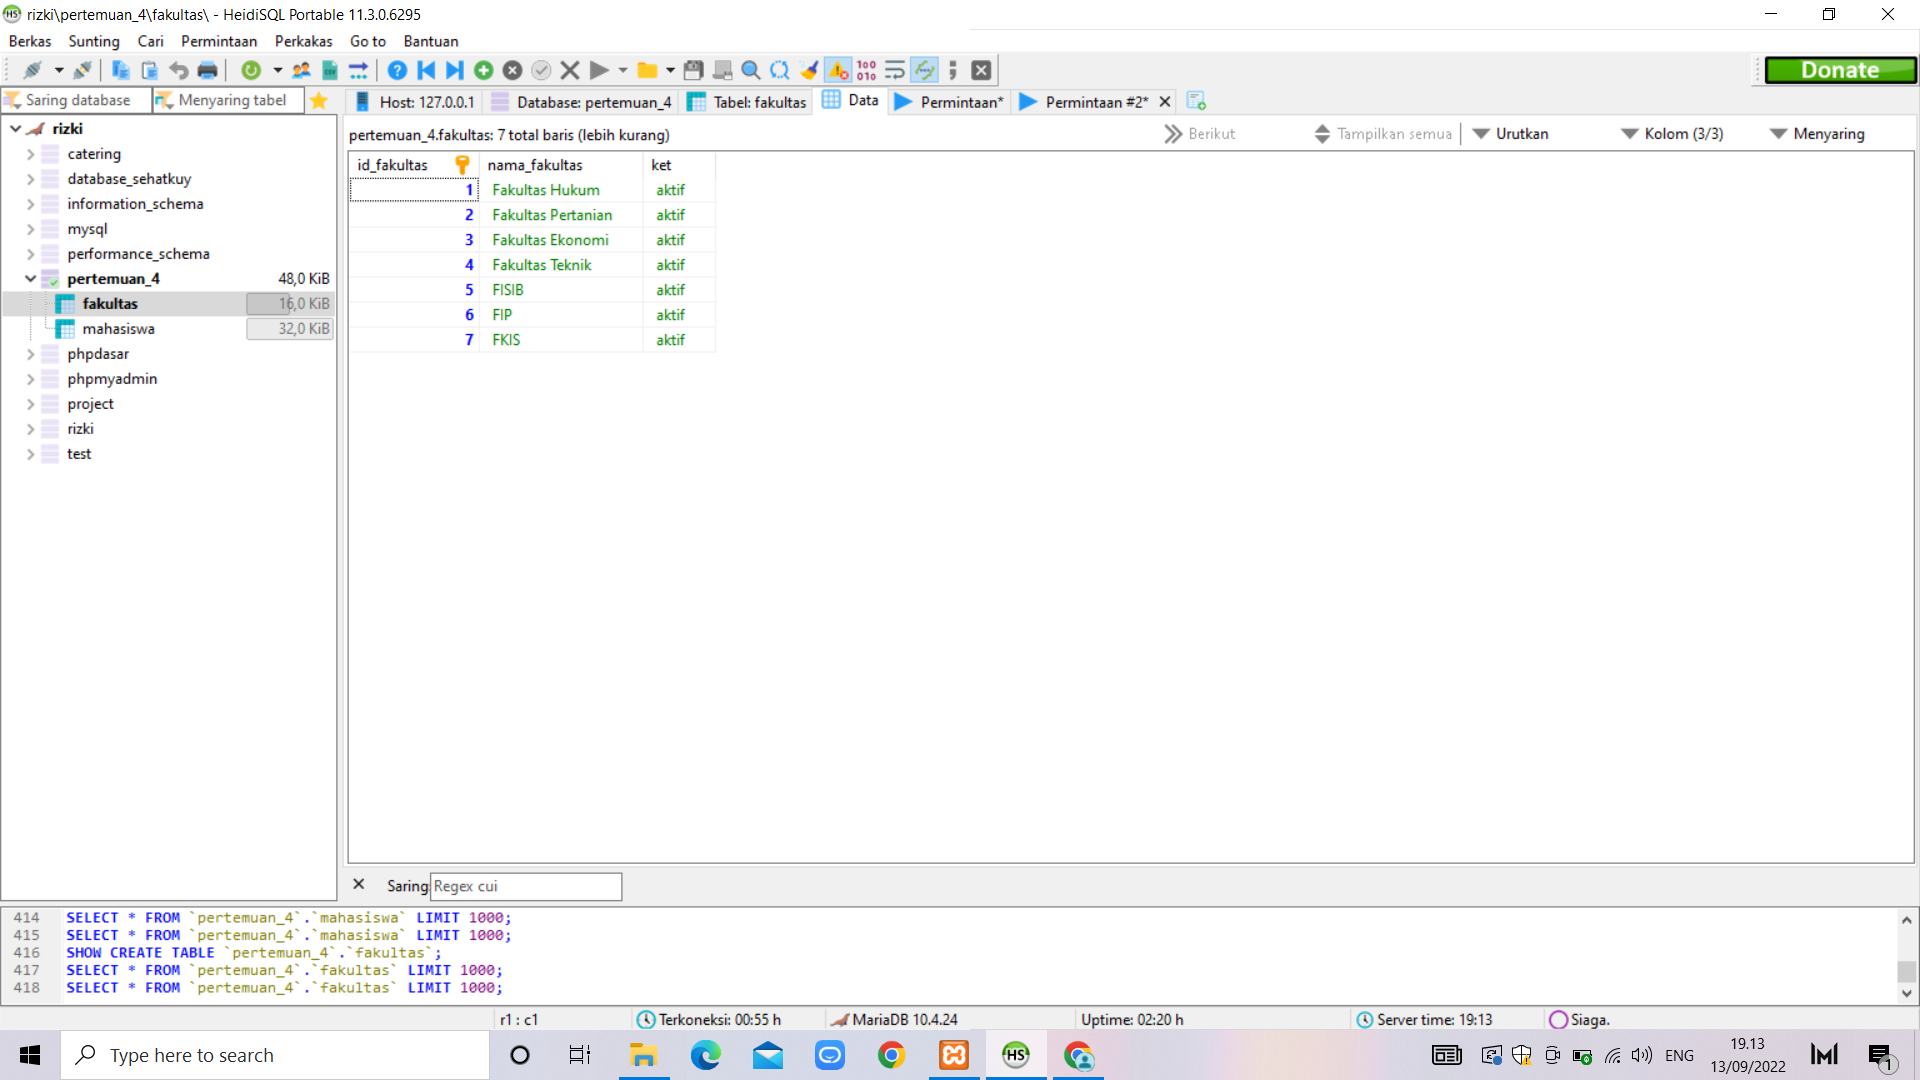 rizki\pertemuan_4\fakultas\ - HeidiSQL Portable 11.3.0.6295
Berkas Sunting Cari Permintaan Perkakas Go to Bantuan
Donate
Saring database Menyaring tabel
Host: 127.0.0.1 Database: pertemuan_4 Tabel: fakultas Data Permintaan* Permintaan #2*
rizki
catering
database_sehatkuy
information_schema
mysql
performance_schema
pertemuan_4 48,0 KiB
fakultas 16,0 KiB
mahasiswa 32,0 KiB
phpdasar
phpmyadmin
project
rizki
test
pertemuan_4.fakultas: 7 total baris (lebih kurang) Berikut Tampilkan semua Urutkan Kolom (3/3) Menyaring
id_fakultas nama_fakultas ket
1 Fakultas Hukum aktif
2 Fakultas Pertanian aktif
3 Fakultas Ekonomi aktif
4 Fakultas Teknik aktif
5 FISIB aktif
6 FIP aktif
7 FKIS aktif
Saring Regex cui
414 SELECT * FROM `pertemuan_4`.`mahasiswa` LIMIT 1000;
415 SELECT * FROM `pertemuan_4`.`mahasiswa` LIMIT 1000;
416 SHOW CREATE TABLE `pertemuan_4`.`fakultas`;
417 SELECT * FROM `pertemuan_4`.`fakultas` LIMIT 1000;
418 SELECT * FROM `pertemuan_4`.`fakultas` LIMIT 1000;
r1 : c1 Terkoneksi: 00:55 h MariaDB 10.4.24 Uptime: 02:20 h Server time: 19:13 Siaga.
Type here to search
HS
ENG
19.13
13/09/2022
1